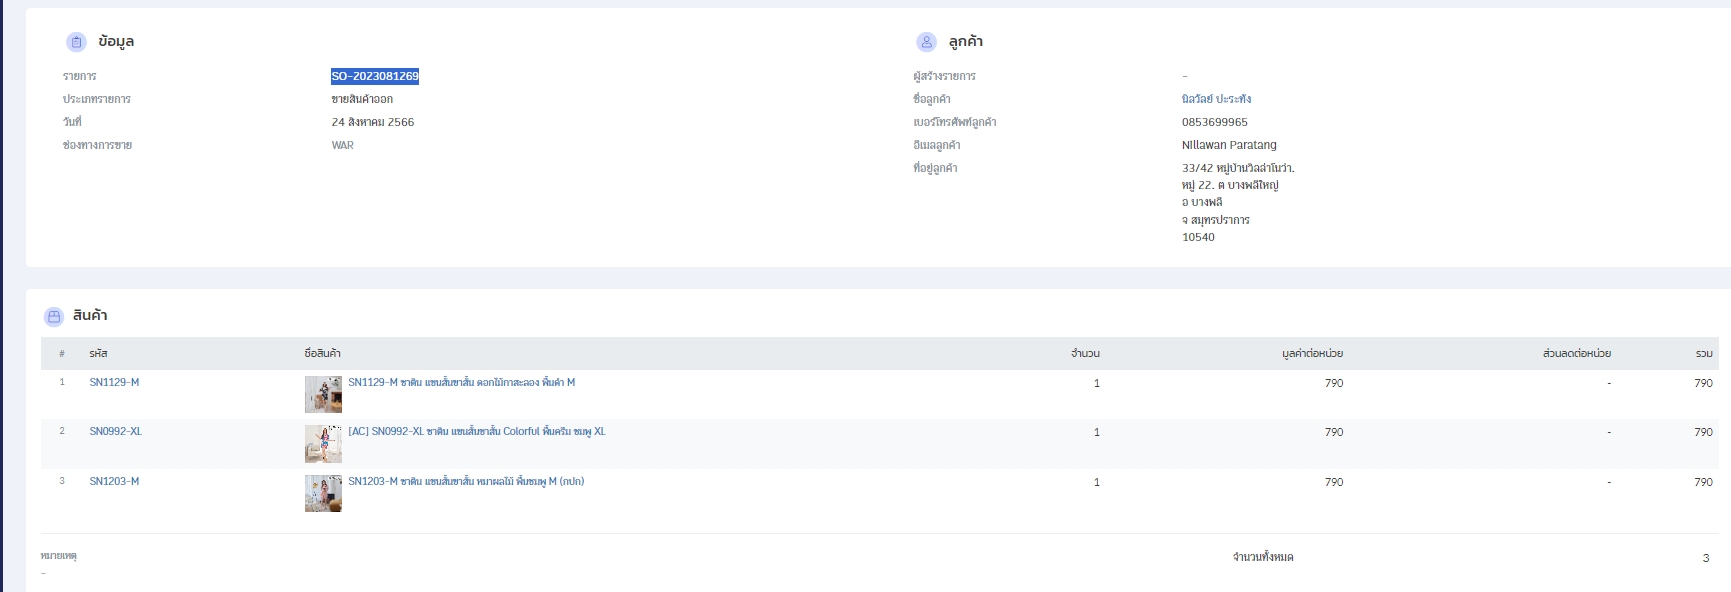 ข้อมูล
รายการ SO-2023081269
ประเภทรายการ ขายสินค้าออก
วันที่ 24 สิงหาคม 2566
ช่องทางการขาย WAR
ลูกค้า
ผู้สร้างรายการ -
ชื่อลูกค้า นิลวัลย์ ปะระทัง
เบอร์โทรศัพท์ลูกค้า 0853699965
อีเมลลูกค้า Nillawan Paratang
ที่อยู่ลูกค้า 33/42 หมู่บ้านวิลล่าโนว่า.
หมู่ 22. ต บางพลีใหญ่
อ บางพลี
จ สมุทรปราการ
10540
สินค้า
# รหัส ชื่อสินค้า จำนวน มูลค่าต่อหน่วย ส่วนลดต่อหน่วย รวม
1 SN1129-M SN1129-M ซาติน แขนสั้นขาสั้น ดอกไม้กาสะลอง พื้นดำ M 1 790 - 790
2 SN0992-XL [AC] SN0992-XL ซาติน แขนสั้นขาสั้น Colorful พื้นครีม ชมพู XL 1 790 - 790
3 SN1203-M SN1203-M ซาติน แขนสั้นขาสั้น หมาผลไม้ พื้นชมพู M (กปก) 1 790 - 790
หมายเหตุ
-
จำนวนทั้งหมด 3